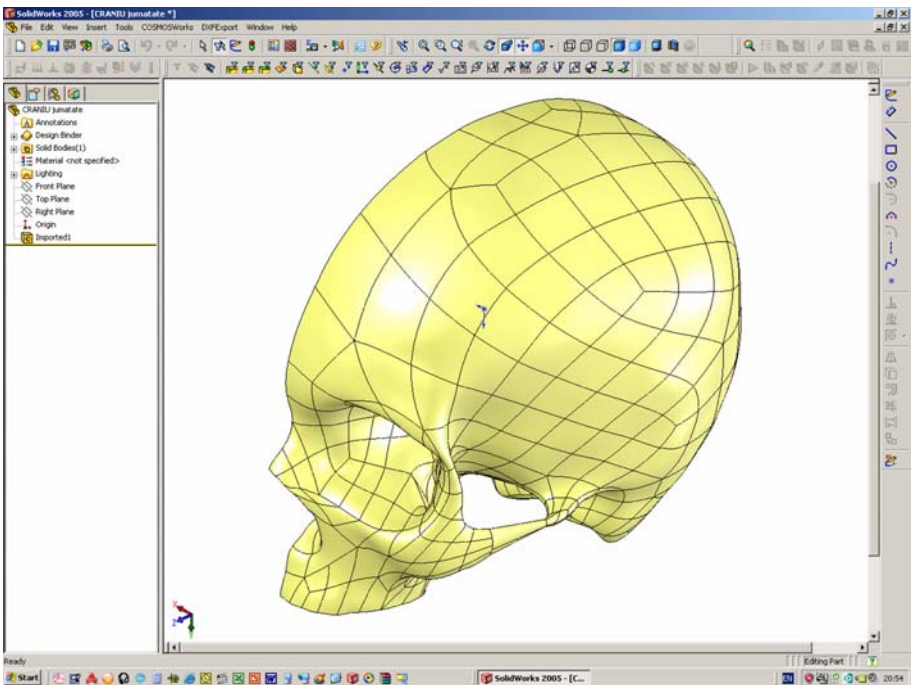 SolidWorks 2005 - [CRANIU jumatate *]
File Edit View Insert Tools COSMOSWorks DXFExport Window Help
CRANIU jumatate
Annotations
Design Binder
Solid Bodies(1)
Material <not specified>
Lighting
Front Plane
Top Plane
Right Plane
Origin
Imported1
X
Z
Ready
Editing Part
Start
SolidWorks 2005 - [C...
EN
20:54